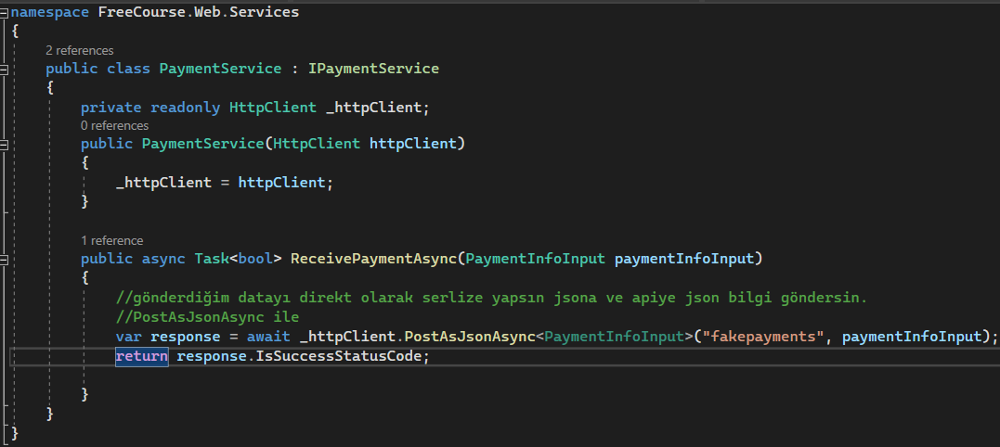 namespace FreeCourse.Web.Services
{
2 references
public class PaymentService : IPaymentService
{
private readonly HttpClient _httpClient;
0 references
public PaymentService(HttpClient httpClient)
{
_httpClient = httpClient;
}
1 reference
public async Task<bool> ReceivePaymentAsync(PaymentInfoInput paymentInfoInput)
{
//gönderdiğim datayı direkt olarak serlize yapsın jsona ve apiye json bilgi göndersin.
//PostAsJsonAsync ile
var response = await _httpClient.PostAsJsonAsync<PaymentInfoInput>("fakepayments", paymentInfoInput);
return response.IsSuccessStatusCode;
}
}
}